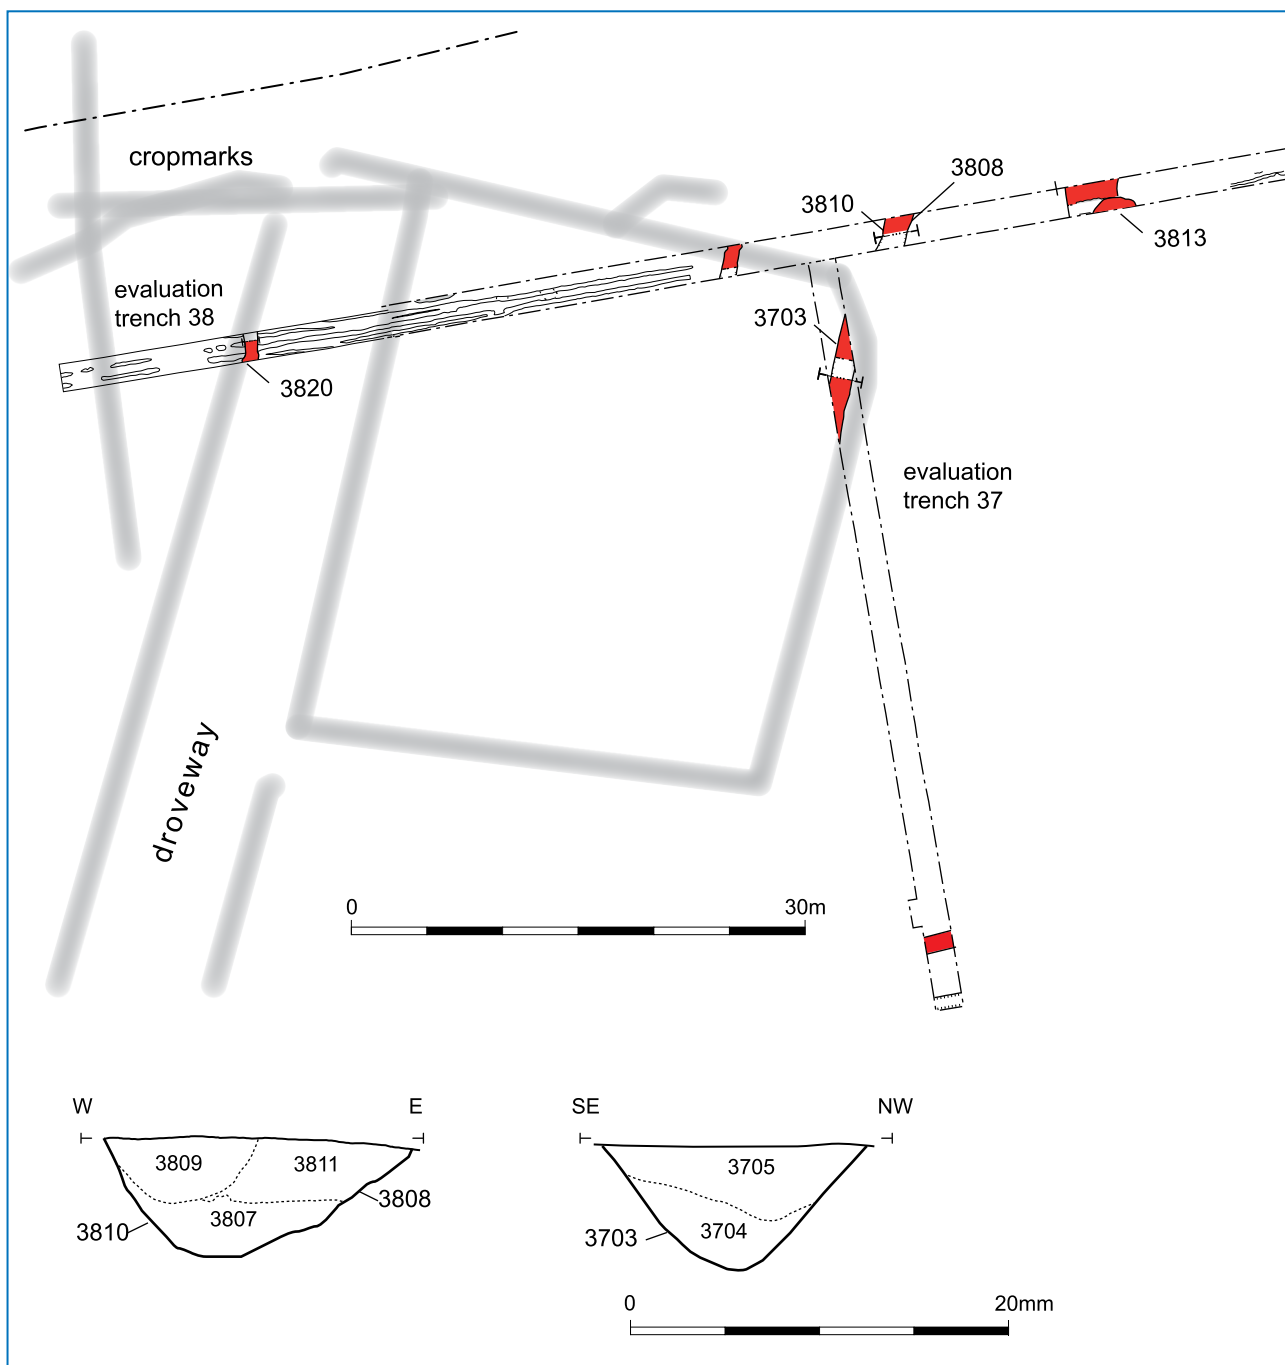 cropmarks
3808
3810
3813
evaluation
trench 38
3703
3820
evaluation
trench 37
droveway
0 30m
W E
SE NW
3809 3811
3705
3808
3807
3810
3704
3703
0 20mm